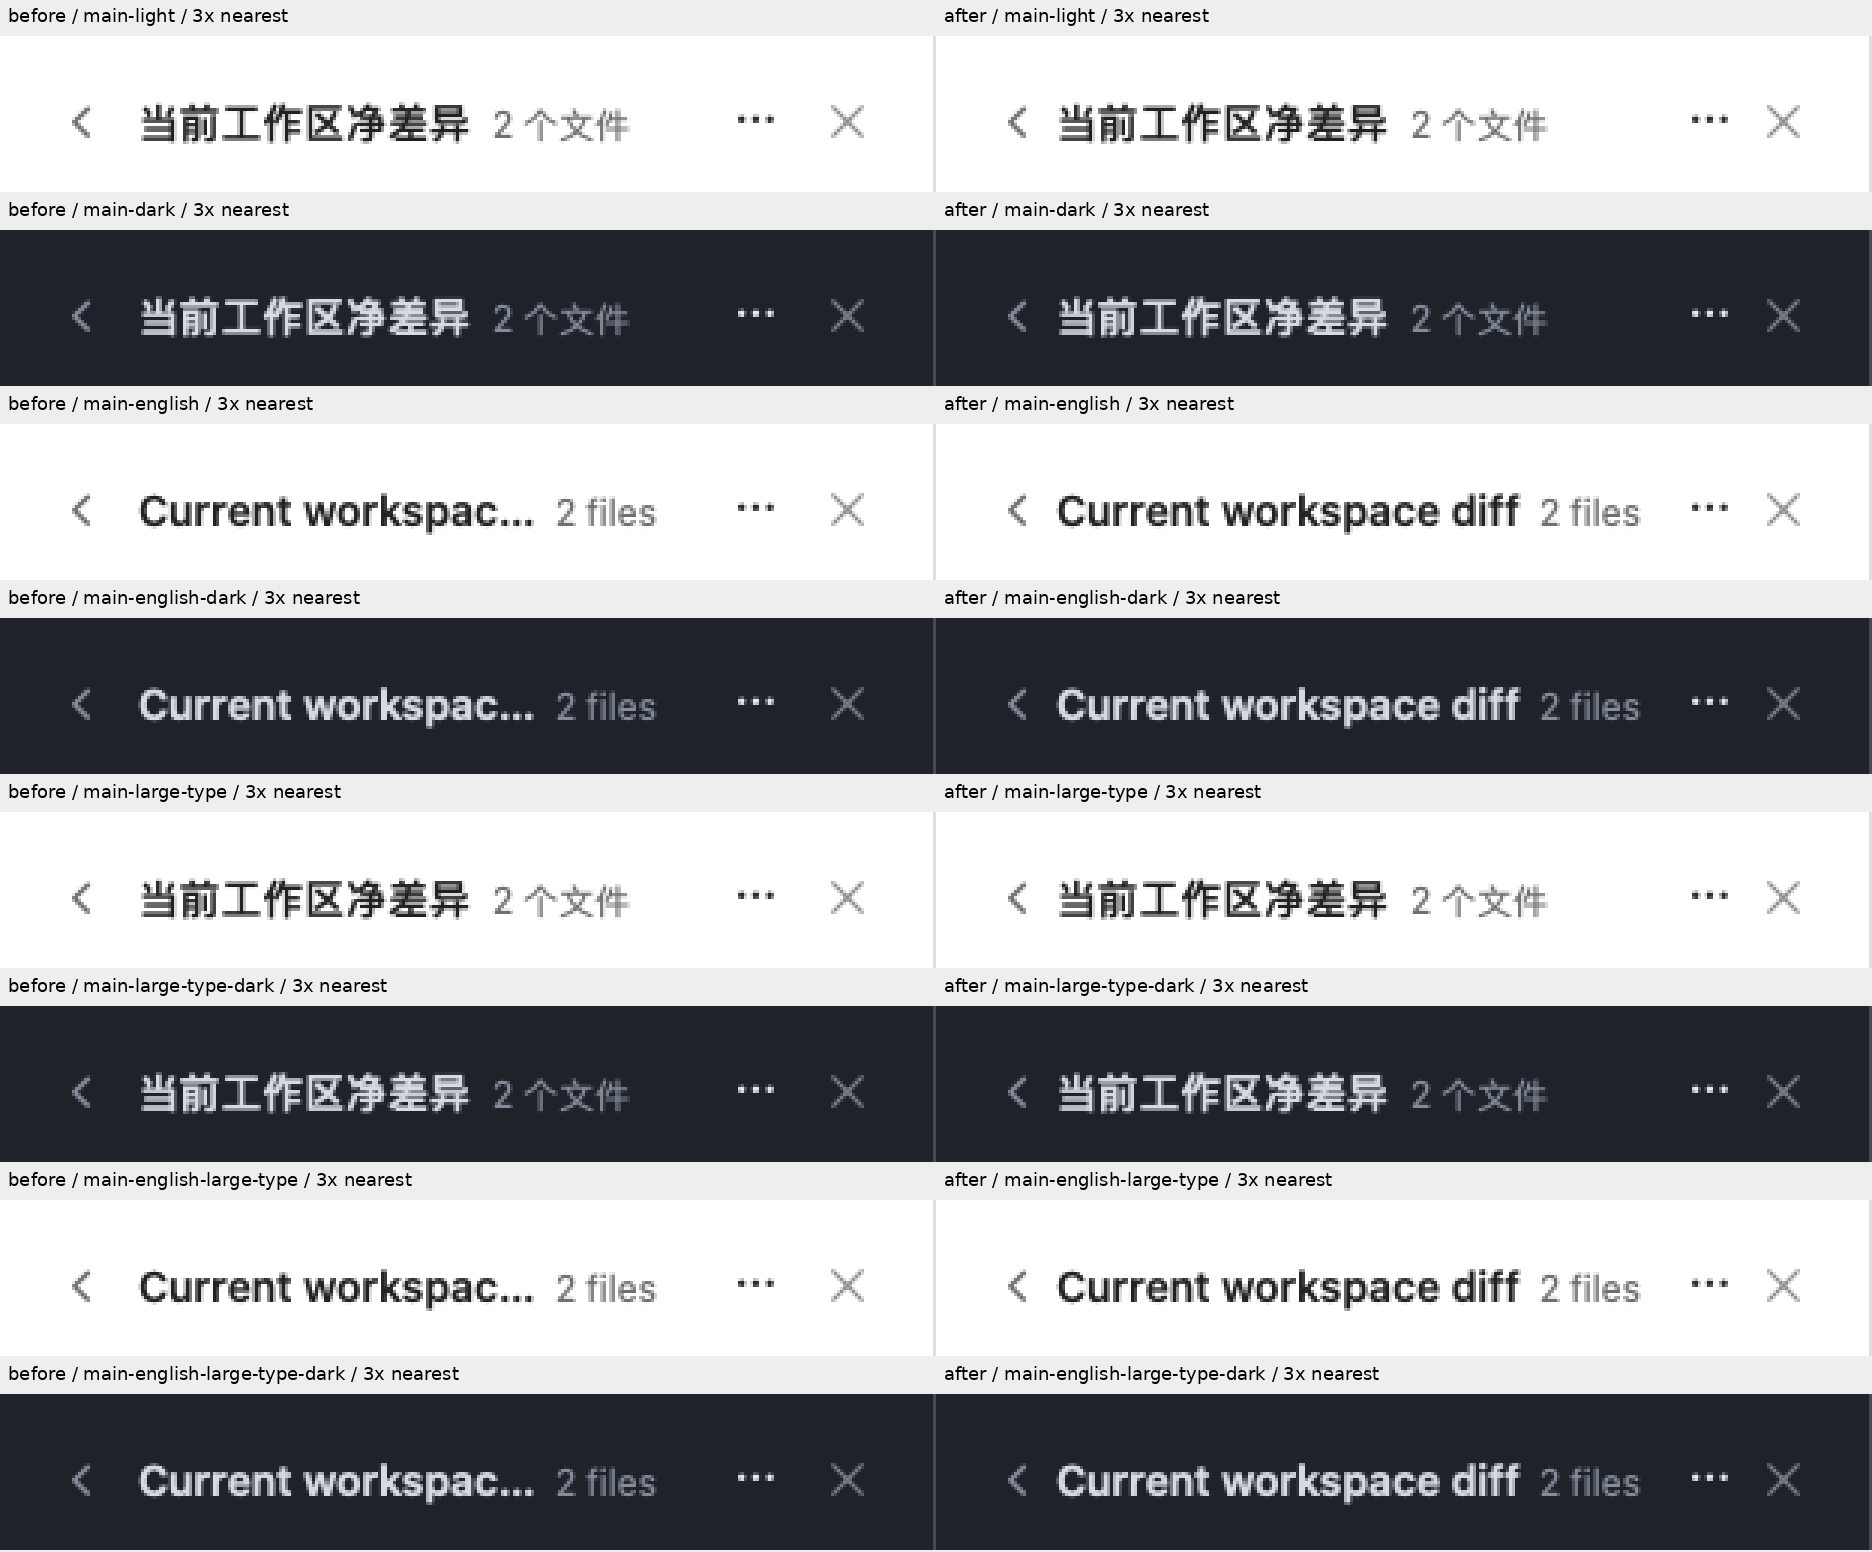 before / main-light / 3x nearest
after / main-light / 3x nearest
当前工作区净差异 2 个文件 ···
当前工作区净差异 2 个文件 ···
before / main-dark / 3x nearest
after / main-dark / 3x nearest
当前工作区净差异 2 个文件 ···
当前工作区净差异 2 个文件 ···
before / main-english / 3x nearest
after / main-english / 3x nearest
Current workspac... 2 files ···
Current workspace diff 2 files ···
before / main-english-dark / 3x nearest
after / main-english-dark / 3x nearest
Current workspac... 2 files ···
Current workspace diff 2 files ···
before / main-large-type / 3x nearest
after / main-large-type / 3x nearest
当前工作区净差异 2 个文件 ···
当前工作区净差异 2 个文件 ···
before / main-large-type-dark / 3x nearest
after / main-large-type-dark / 3x nearest
当前工作区净差异 2 个文件 ···
当前工作区净差异 2 个文件 ···
before / main-english-large-type / 3x nearest
after / main-english-large-type / 3x nearest
Current workspac... 2 files ···
Current workspace diff 2 files ···
before / main-english-large-type-dark / 3x nearest
after / main-english-large-type-dark / 3x nearest
Current workspac... 2 files ···
Current workspace diff 2 files ···